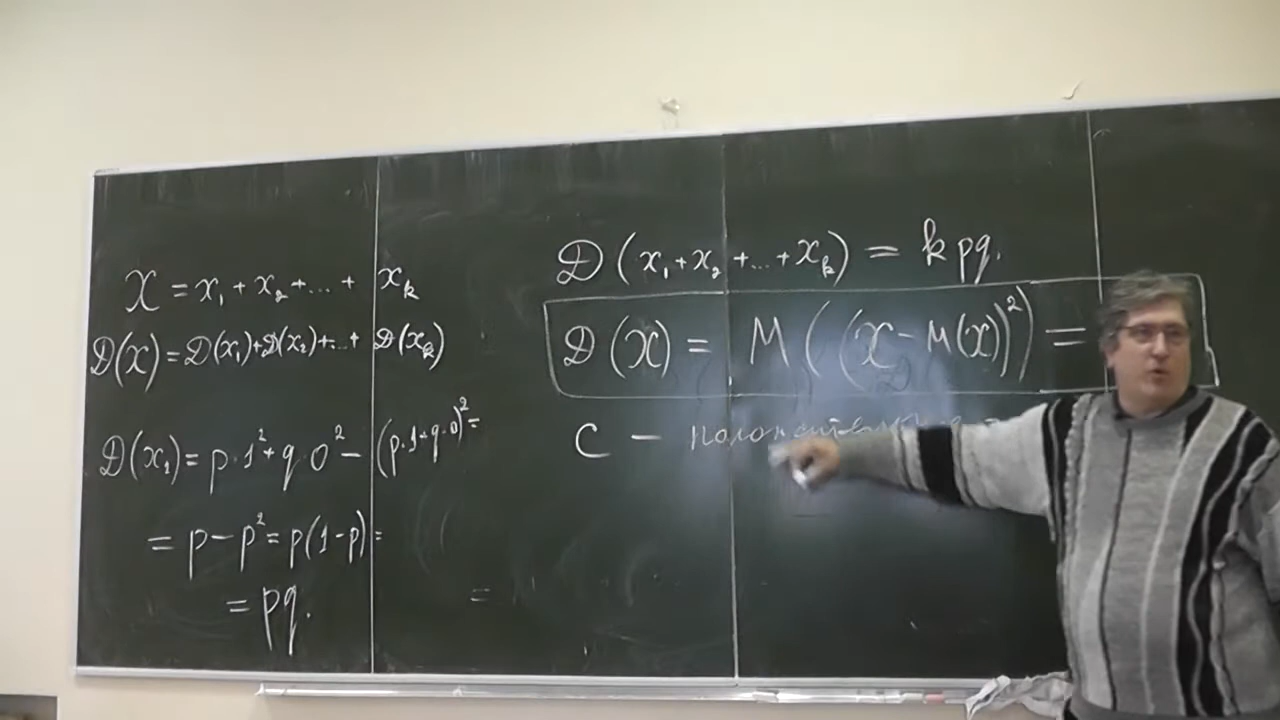 X = x₁ + x₂ + ... + x_k
D(X) = D(x₁) + D(x₂) + ... + D(x_k)
D(x₁) = p · 1² + q · 0² − (p · 1 + q · 0)² =
= p − p² = p(1 − p) =
= pq.
=
D(x₁ + x₂ + ... + x_k) = kpq.
D(X) = M((X − M(X))²) =
C −